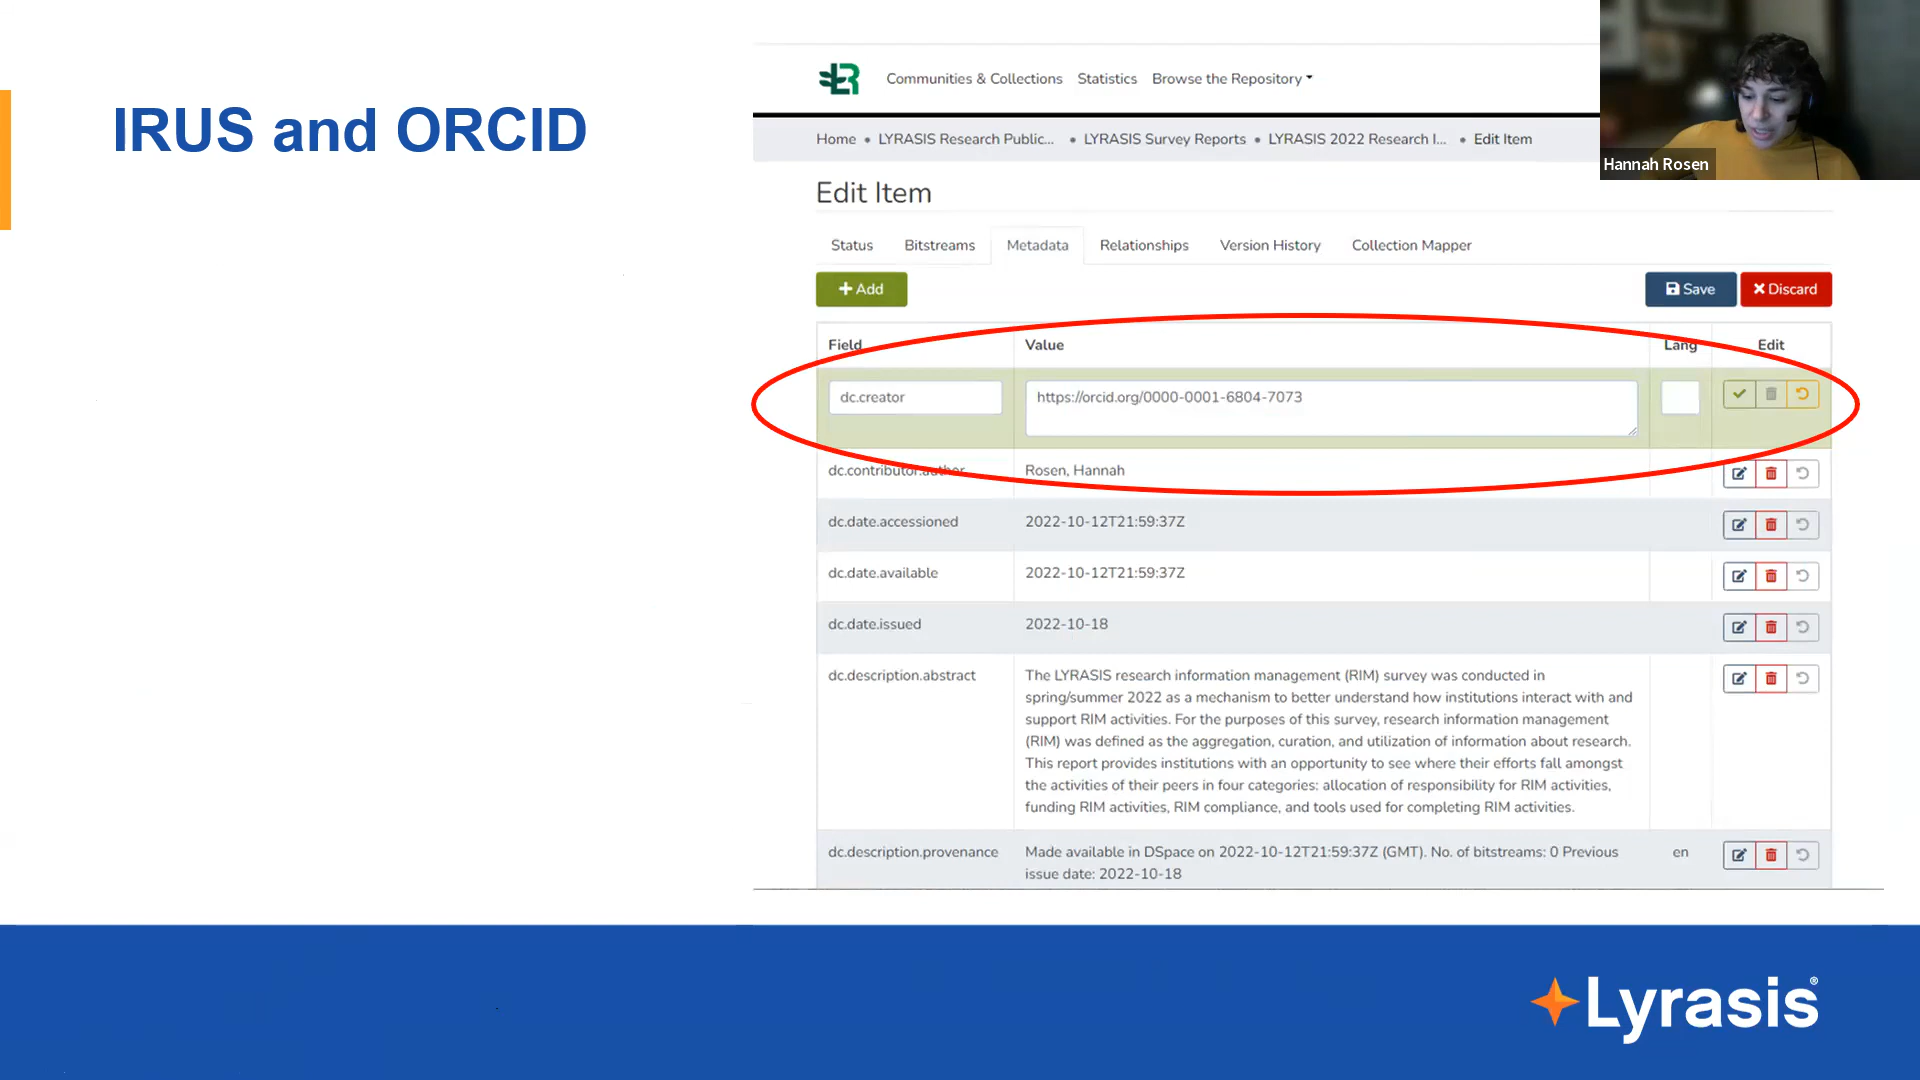 IRUS and ORCID
Communities & Collections Statistics Browse the Repository
Hannah Rosen
Home • LYRASIS Research Public... • LYRASIS Survey Reports • LYRASIS 2022 Research I... • Edit Item
Edit Item
Status Bitstreams Metadata Relationships Version History Collection Mapper
Add Save Discard
Field Value Lang Edit
dc.creator https://orcid.org/0000-0001-6804-7073
dc.contributor.author Rosen, Hannah
dc.date.accessioned 2022-10-12T21:59:37Z
dc.date.available 2022-10-12T21:59:37Z
dc.date.issued 2022-10-18
dc.description.abstract The LYRASIS research information management (RIM) survey was conducted in
spring/summer 2022 as a mechanism to better understand how institutions interact with and
support RIM activities. For the purposes of this survey, research information management
(RIM) was defined as the aggregation, curation, and utilization of information about research.
This report provides institutions with an opportunity to see where their efforts fall amongst
the activities of their peers in four categories: allocation of responsibility for RIM activities,
funding RIM activities, RIM compliance, and tools used for completing RIM activities.
dc.description.provenance Made available in DSpace on 2022-10-12T21:59:37Z (GMT). No. of bitstreams: 0 Previous en
issue date: 2022-10-18
Lyrasis®